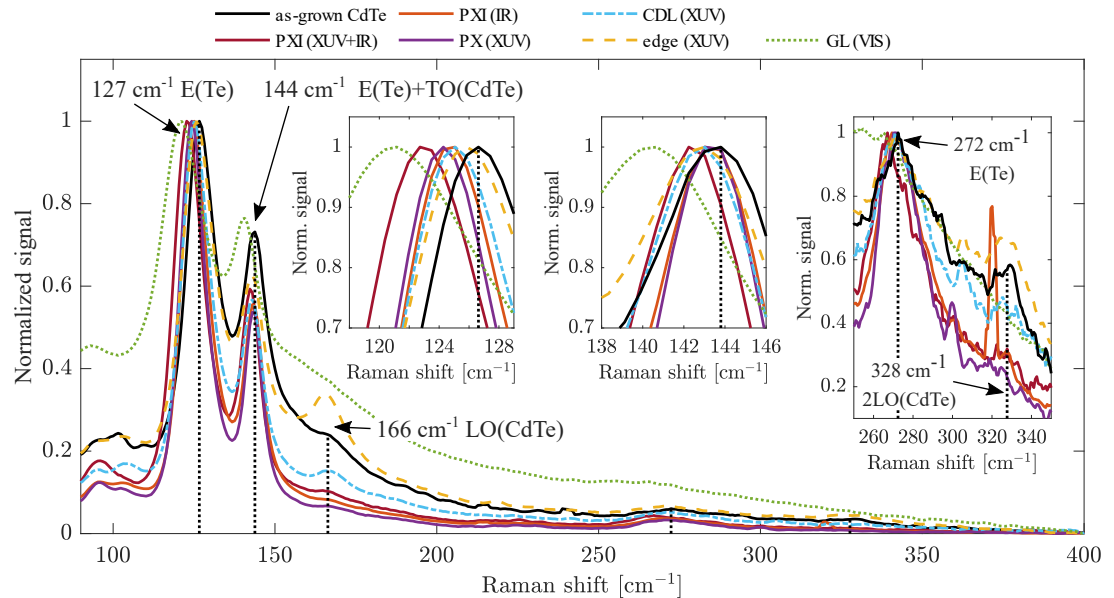 as-grown CdTe PXI (IR) CDL (XUV)
PXI (XUV+IR) PX (XUV) edge (XUV) GL (VIS)
127 cm⁻¹ E(Te) 144 cm⁻¹ E(Te)+TO(CdTe)
166 cm⁻¹ LO(CdTe)
Normalized signal
1
0.8
0.6
0.4
0.2
0
100 150 200 250 300 350 400
Raman shift [cm⁻¹]
Norm. signal
1
0.9
0.8
0.7
120 124 128
Raman shift [cm⁻¹]
Norm. signal
1
0.9
0.8
0.7
138 140 142 144 146
Raman shift [cm⁻¹]
272 cm⁻¹
E(Te)
328 cm⁻¹
2LO(CdTe)
Norm. signal
1
0.8
0.6
0.4
0.2
260 280 300 320 340
Raman shift [cm⁻¹]